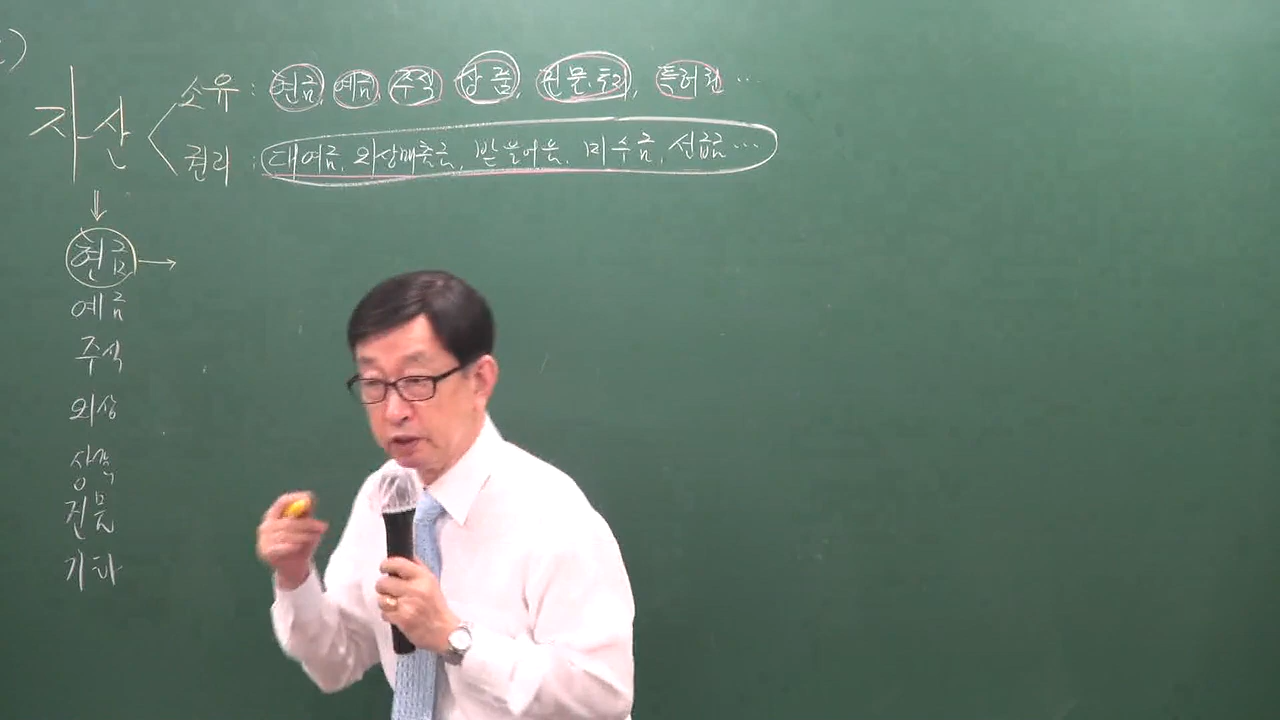 자산
소유 : 현금, 예금, 주식, 상품, 건물.토지, 특허권 …
권리 : 대여금, 외상매출금, 받을어음, 미수금, 선급금 …
현금 →
예금
주식
외상
건물
기타